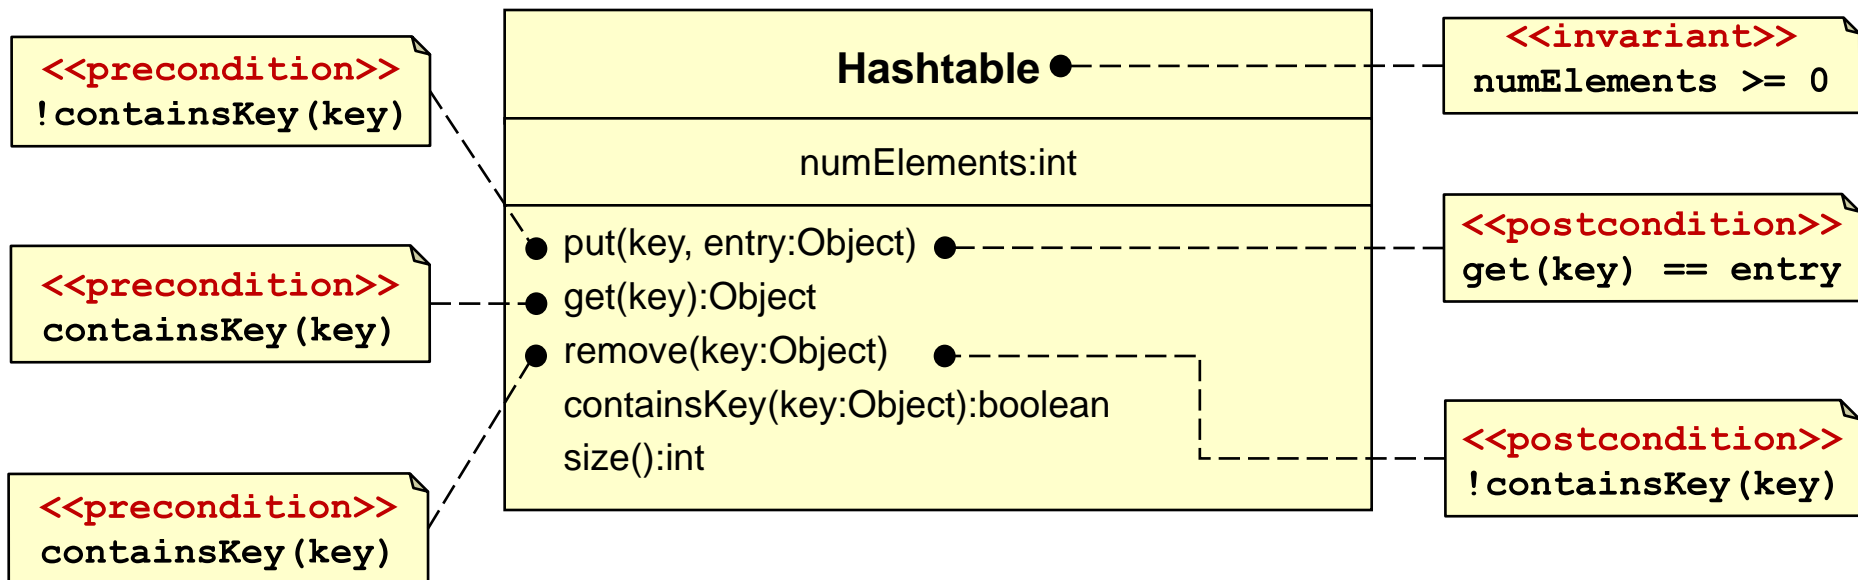 <<precondition>>
!containsKey(key)
<<precondition>>
containsKey(key)
<<precondition>>
containsKey(key)
Hashtable
numElements:int
put(key, entry:Object)
get(key):Object
remove(key:Object)
containsKey(key:Object):boolean
size():int
<<invariant>>
numElements >= 0
<<postcondition>>
get(key) == entry
<<postcondition>>
!containsKey(key)